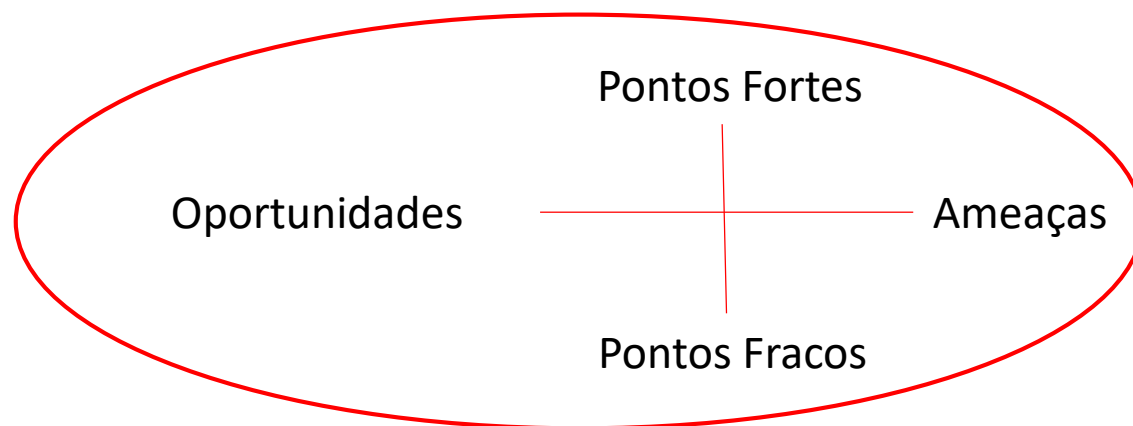 Pontos Fortes
Oportunidades
Ameaças
Pontos Fracos